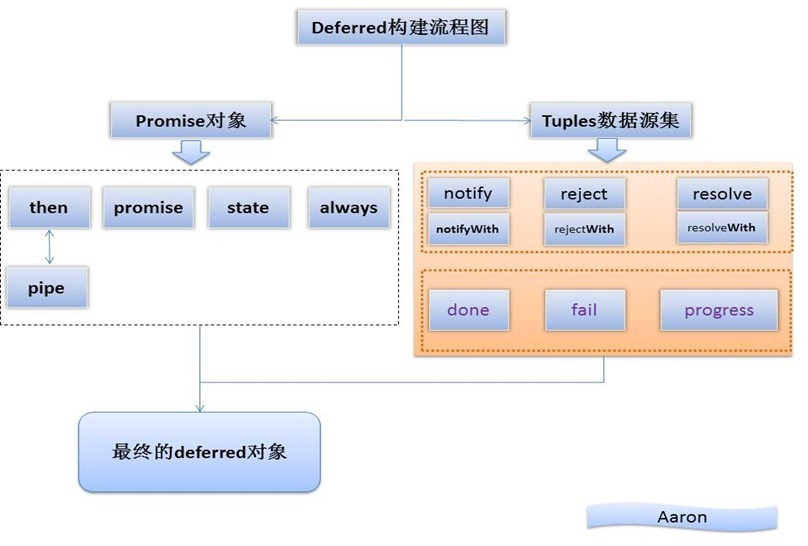 Deferred构建流程图
Promise对象
Tuples数据源集
then
promise
state
always
pipe
notify
reject
resolve
notifyWith
rejectWith
resolveWith
done
fail
progress
最终的deferred对象
Aaron